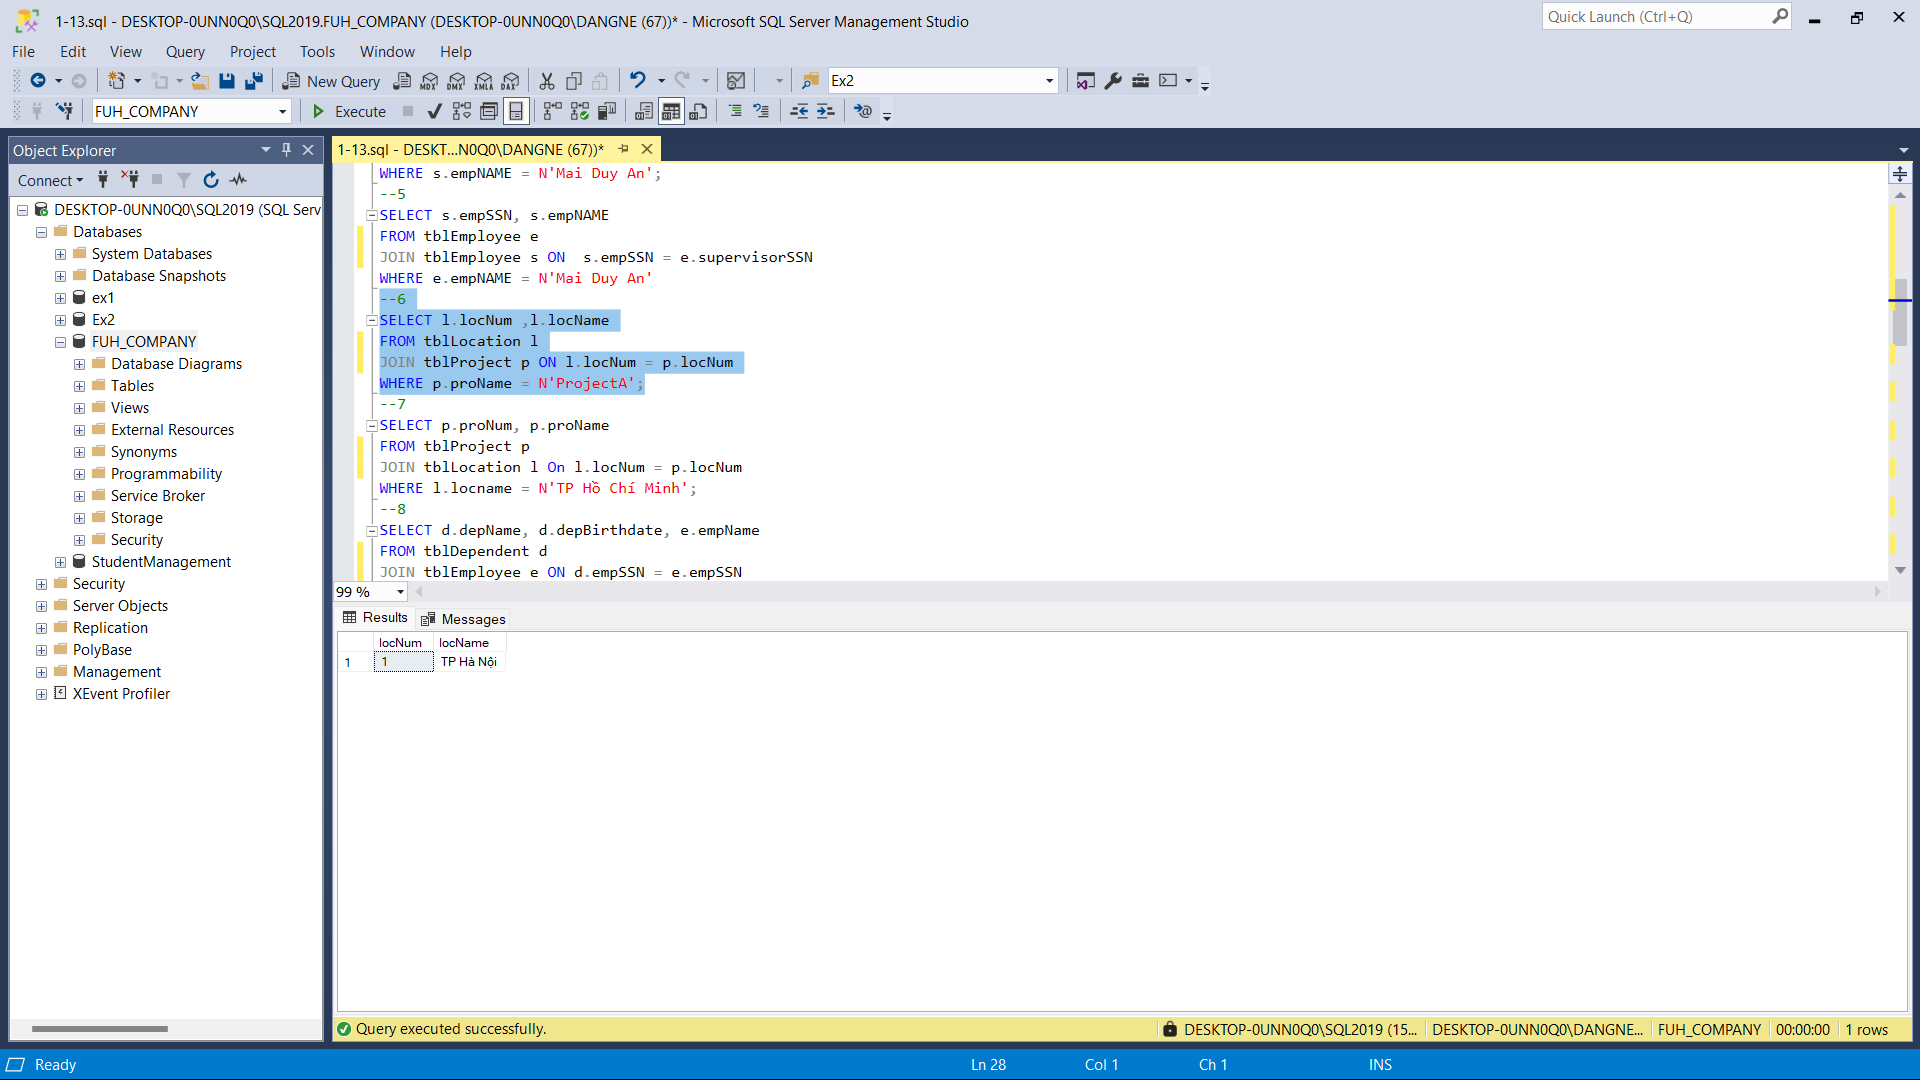 1-13.sql - DESKTOP-0UNN0Q0\SQL2019.FUH_COMPANY (DESKTOP-0UNN0Q0\DANGNE (67))* - Microsoft SQL Server Management Studio
Quick Launch (Ctrl+Q)
File Edit View Query Project Tools Window Help
New Query MDX DMX XMLA DAX Ex2
FUH_COMPANY Execute
Object Explorer
Connect
DESKTOP-0UNN0Q0\SQL2019 (SQL Serv
Databases
System Databases
Database Snapshots
ex1
Ex2
FUH_COMPANY
Database Diagrams
Tables
Views
External Resources
Synonyms
Programmability
Service Broker
Storage
Security
StudentManagement
Security
Server Objects
Replication
PolyBase
Management
XEvent Profiler
1-13.sql - DESKT...N0Q0\DANGNE (67))*
WHERE s.empNAME = N'Mai Duy An';
--5
SELECT s.empSSN, s.empNAME
FROM tblEmployee e
JOIN tblEmployee s ON  s.empSSN = e.supervisorSSN
WHERE e.empNAME = N'Mai Duy An'
--6
SELECT l.locNum ,l.locName
FROM tblLocation l
JOIN tblProject p ON l.locNum = p.locNum
WHERE p.proName = N'ProjectA';
--7
SELECT p.proNum, p.proName
FROM tblProject p
JOIN tblLocation l On l.locNum = p.locNum
WHERE l.locname = N'TP Hồ Chí Minh';
--8
SELECT d.depName, d.depBirthdate, e.empName
FROM tblDependent d
JOIN tblEmployee e ON d.empSSN = e.empSSN
99 %
Results Messages
locNum locName
1 1 TP Hà Nội
Query executed successfully.
DESKTOP-0UNN0Q0\SQL2019 (15... DESKTOP-0UNN0Q0\DANGNE... FUH_COMPANY 00:00:00 1 rows
Ready Ln 28 Col 1 Ch 1 INS